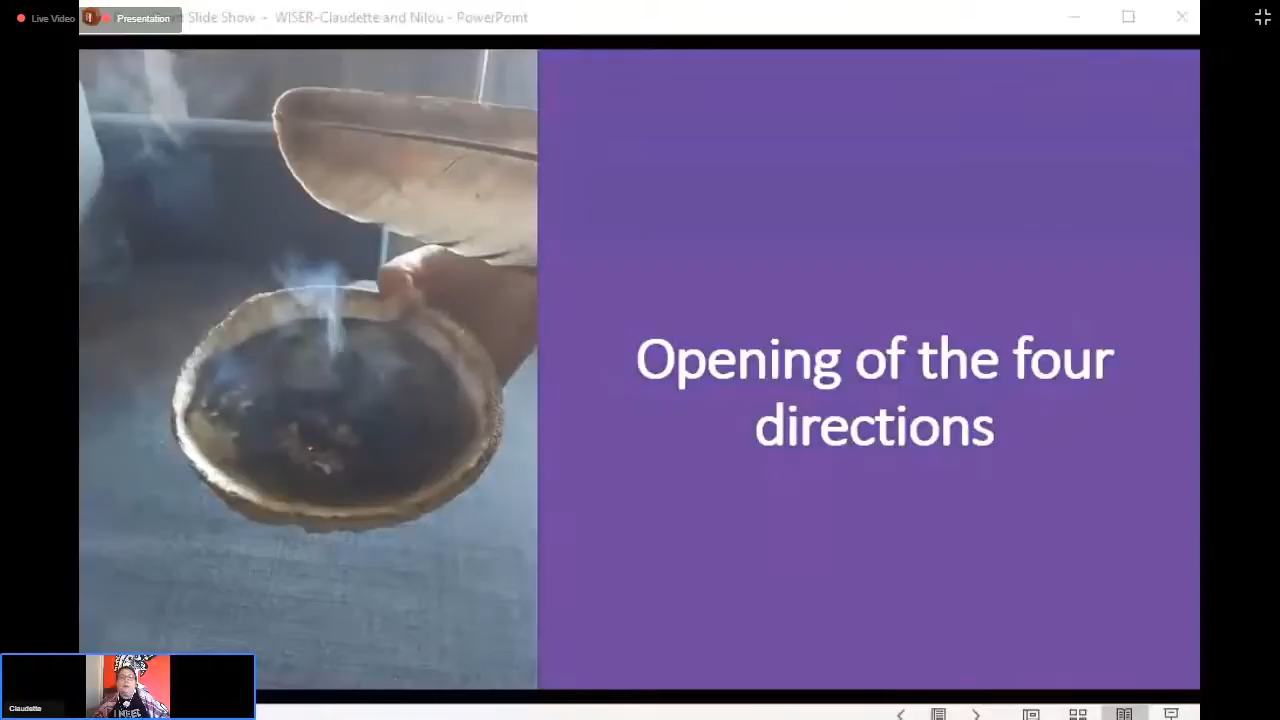 Live Video
Presentation
Slide Show - WISER-Claudette and Nilou - PowerPoint
Opening of the four
directions
Claudette